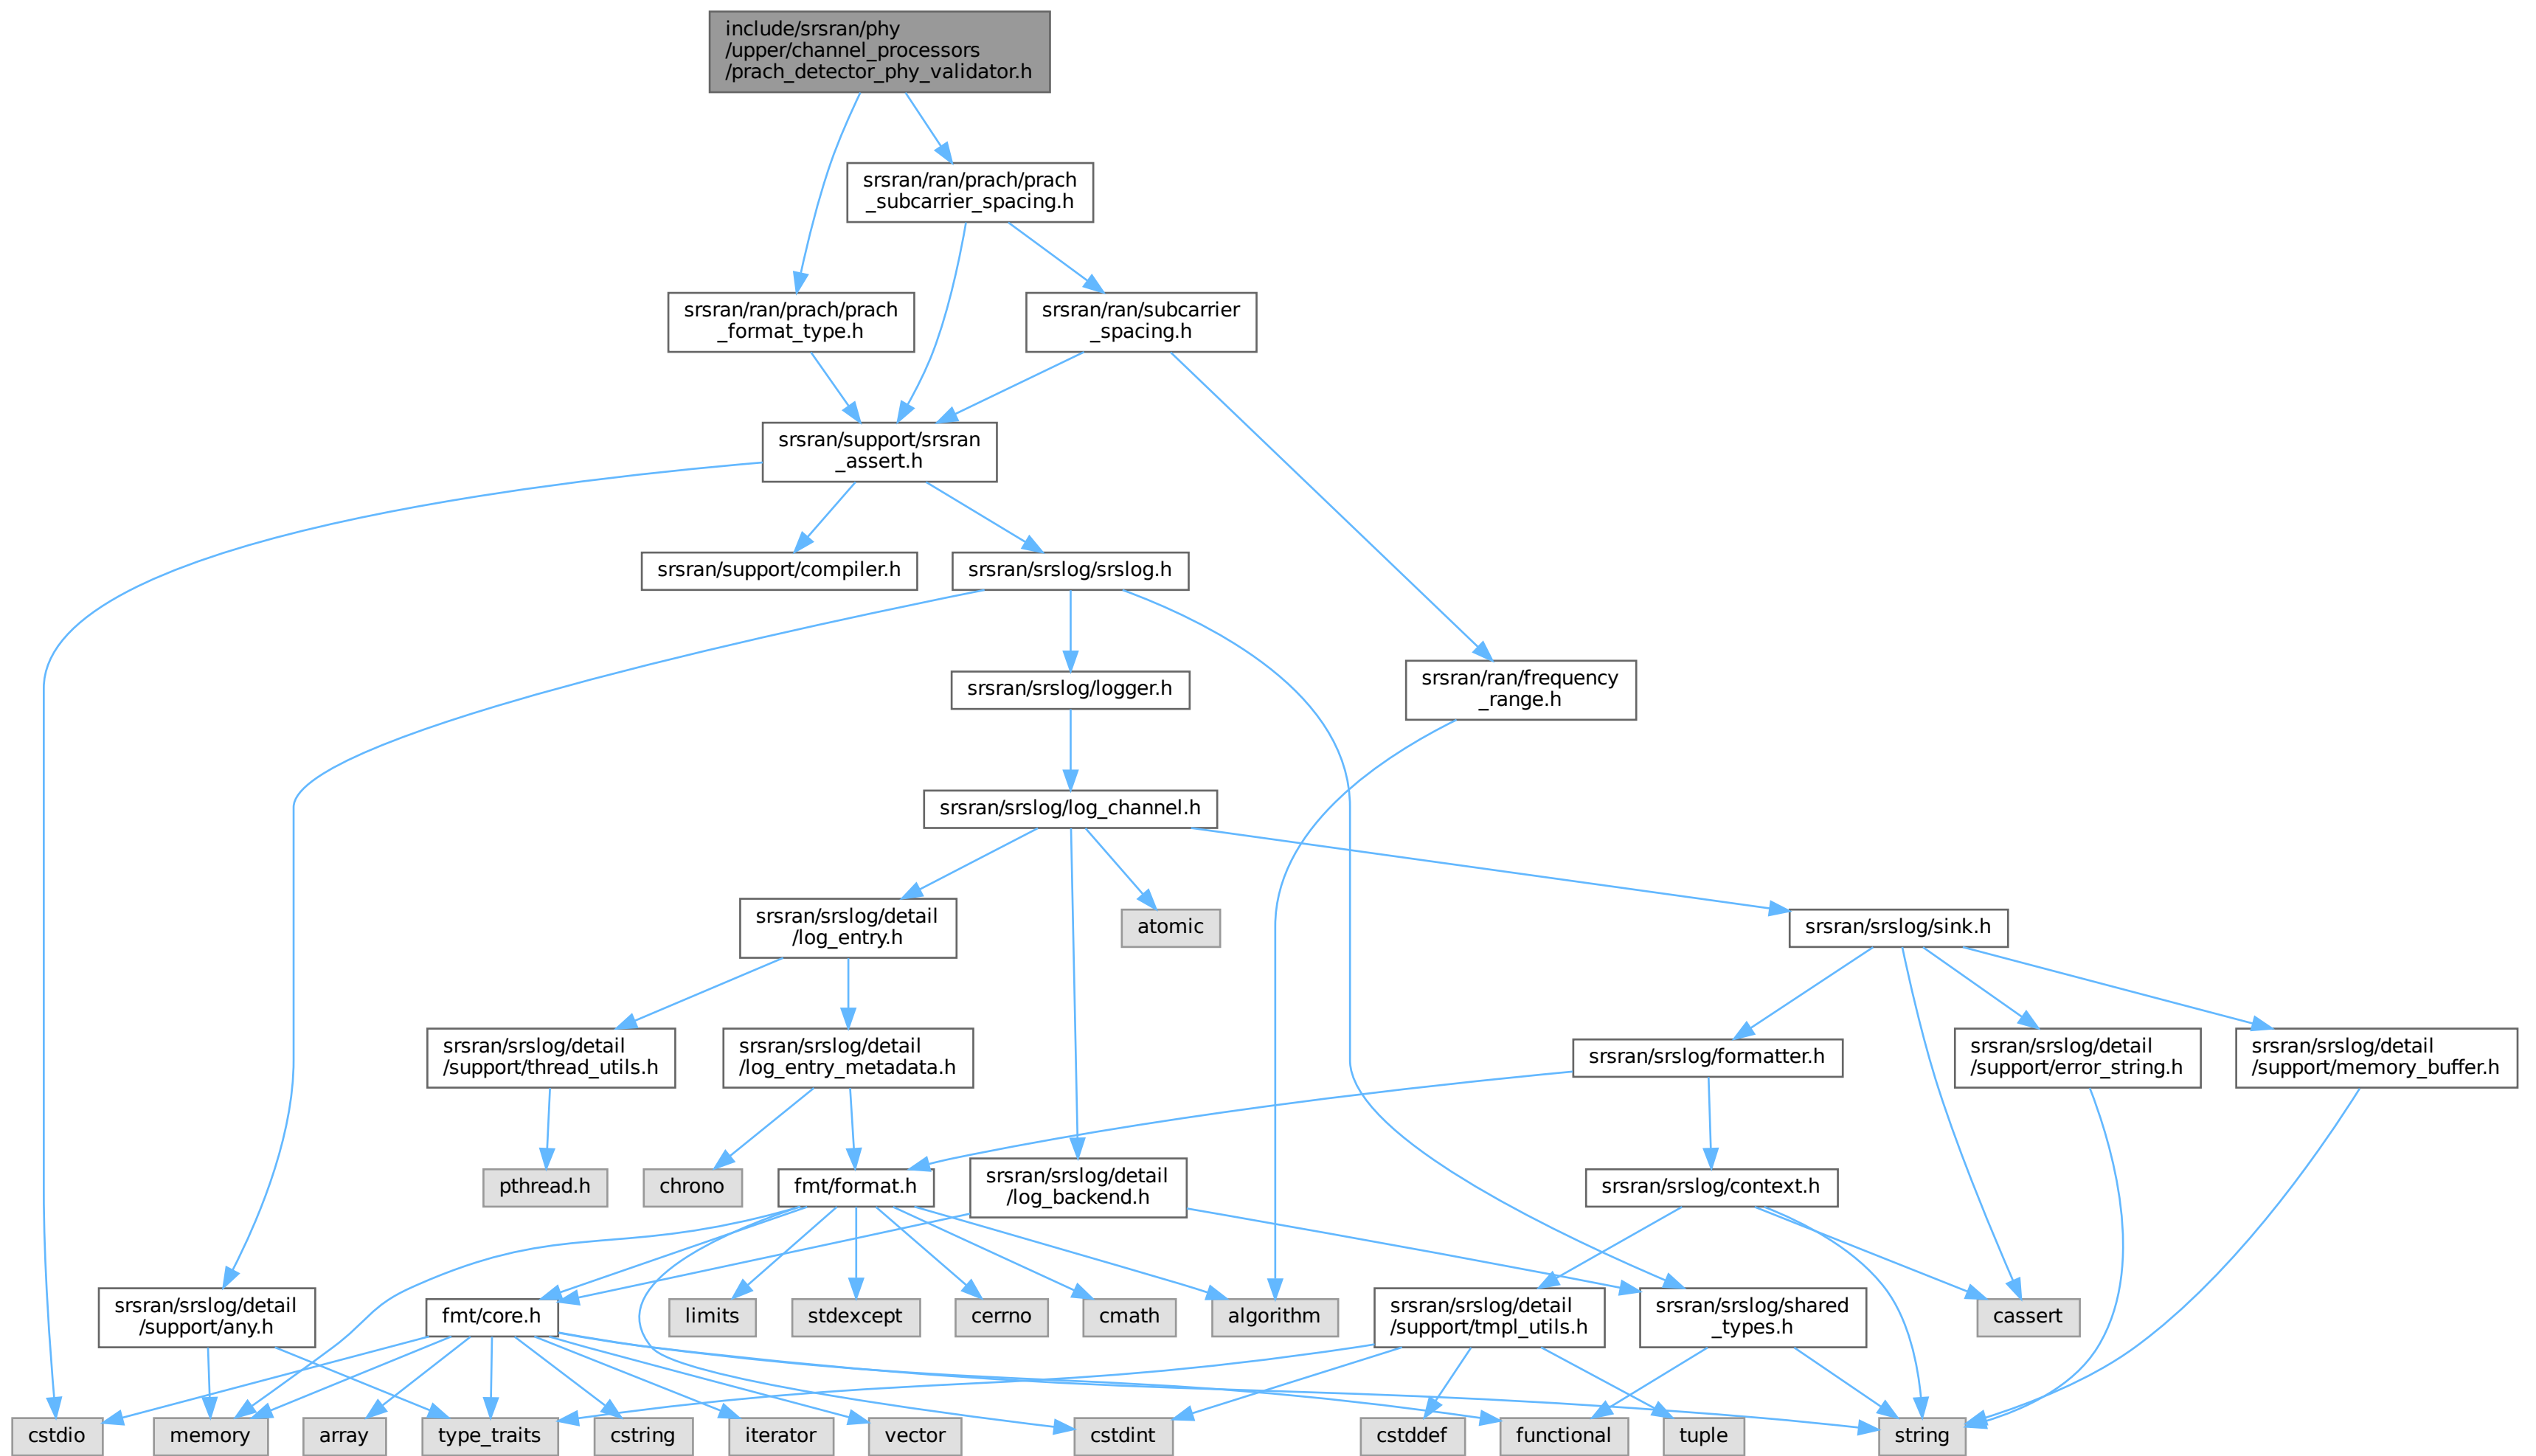 include/srsran/phy
/upper/channel_processors
/prach_detector_phy_validator.h
srsran/ran/prach/prach
_subcarrier_spacing.h
srsran/ran/prach/prach
_format_type.h
srsran/ran/subcarrier
_spacing.h
srsran/support/srsran
_assert.h
srsran/support/compiler.h
srsran/srslog/srslog.h
srsran/srslog/logger.h
srsran/ran/frequency
_range.h
srsran/srslog/log_channel.h
srsran/srslog/detail
/log_entry.h
atomic
srsran/srslog/sink.h
srsran/srslog/detail
/support/thread_utils.h
srsran/srslog/detail
/log_entry_metadata.h
srsran/srslog/formatter.h
srsran/srslog/detail
/support/error_string.h
srsran/srslog/detail
/support/memory_buffer.h
pthread.h
chrono
fmt/format.h
srsran/srslog/detail
/log_backend.h
srsran/srslog/context.h
srsran/srslog/detail
/support/any.h
fmt/core.h
limits
stdexcept
cerrno
cmath
algorithm
srsran/srslog/detail
/support/tmpl_utils.h
srsran/srslog/shared
_types.h
cassert
cstdio
memory
array
type_traits
cstring
iterator
vector
cstdint
cstddef
functional
tuple
string